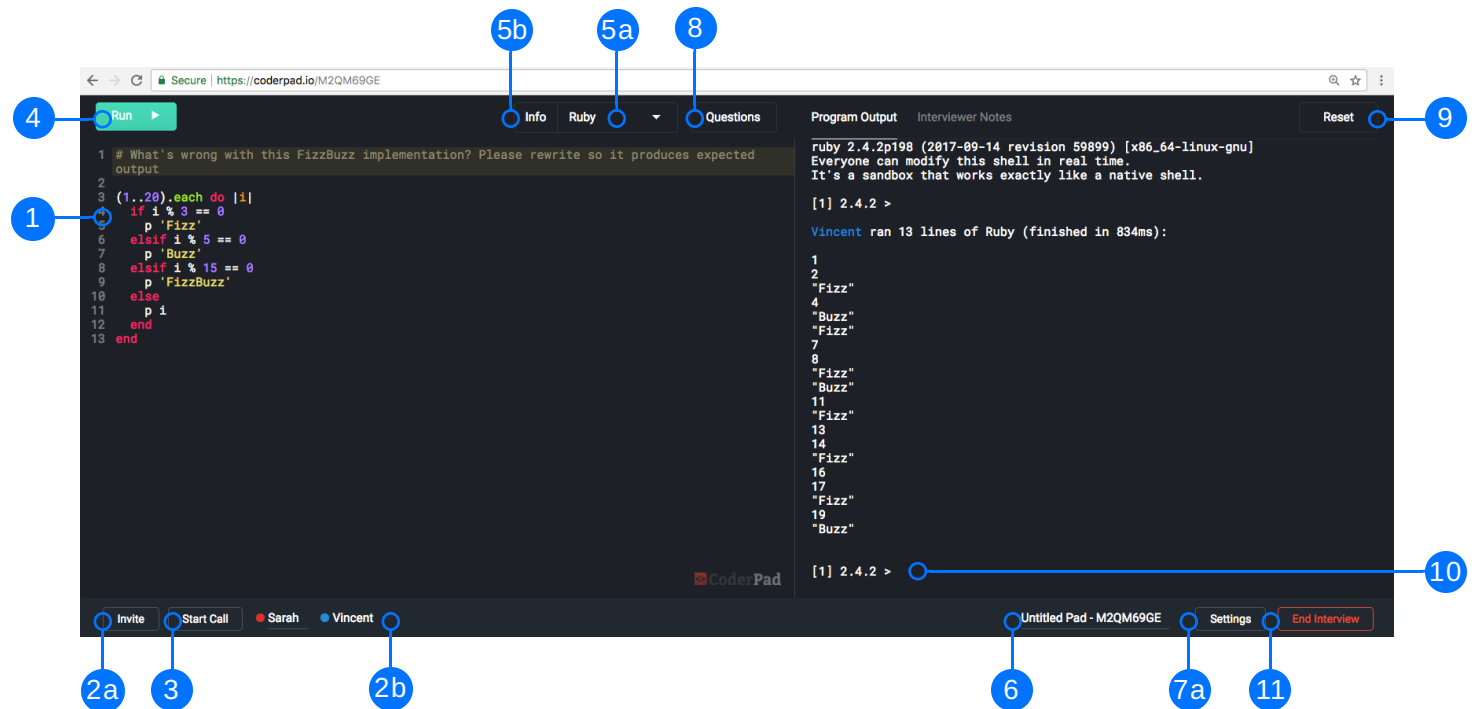 5b 5a 8
Secure | https://coderpad.io/M2QM69GE
4 Run Info Ruby Questions Program Output Interviewer Notes Reset 9
1 # What's wrong with this FizzBuzz implementation? Please rewrite so it produces expected
output
2
3 (1..20).each do |i|
4 if i % 3 == 0
1
5 p 'Fizz'
6 elsif i % 5 == 0
7 p 'Buzz'
8 elsif i % 15 == 0
9 p 'FizzBuzz'
10 else
11 p i
12 end
13 end
CoderPad
ruby 2.4.2p198 (2017-09-14 revision 59899) [x86_64-linux-gnu]
Everyone can modify this shell in real time.
It's a sandbox that works exactly like a native shell.
[1] 2.4.2 >
Vincent ran 13 lines of Ruby (finished in 834ms):
1
2
"Fizz"
4
"Buzz"
"Fizz"
7
8
"Fizz"
"Buzz"
11
"Fizz"
13
14
"Fizz"
16
17
"Fizz"
19
"Buzz"
[1] 2.4.2 > 10
Invite Start Call Sarah Vincent Untitled Pad - M2QM69GE Settings End Interview
2a 3 2b 6 7a 11